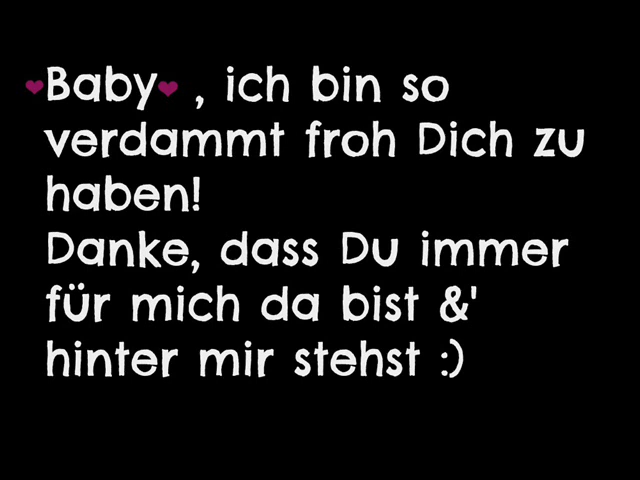 ❤Baby❤ , ich bin so
verdammt froh Dich zu
haben!
Danke, dass Du immer
für mich da bist &'
hinter mir stehst :)